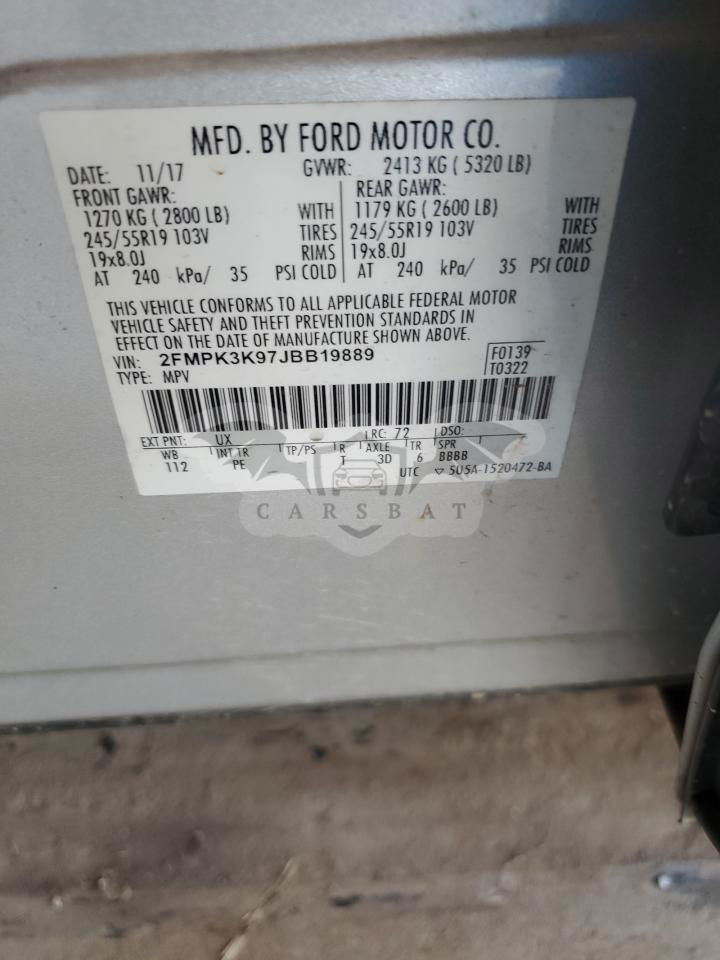 MFD. BY FORD MOTOR CO.
DATE: 11/17 GVWR: 2413 KG ( 5320 LB)
FRONT GAWR: REAR GAWR:
1270 KG ( 2800 LB) WITH 1179 KG ( 2600 LB) WITH
245/55R19 103V TIRES 245/55R19 103V TIRES
19x8.0J RIMS 19x8.0J RIMS
AT 240 kPa/ 35 PSI COLD AT 240 kPa/ 35 PSI COLD
THIS VEHICLE CONFORMS TO ALL APPLICABLE FEDERAL MOTOR
VEHICLE SAFETY AND THEFT PREVENTION STANDARDS IN
EFFECT ON THE DATE OF MANUFACTURE SHOWN ABOVE.
VIN: 2FMPK3K97JBB19889 F0139
TYPE: MPV T0322
EXT PNT: UX RC: 72 DSO:
WB INT TR TP/PS R AXLE TR SPR
112 PE T 3D 6 BBBB
UTC ▽ 5U5A-1520472-BA
CARSBAT